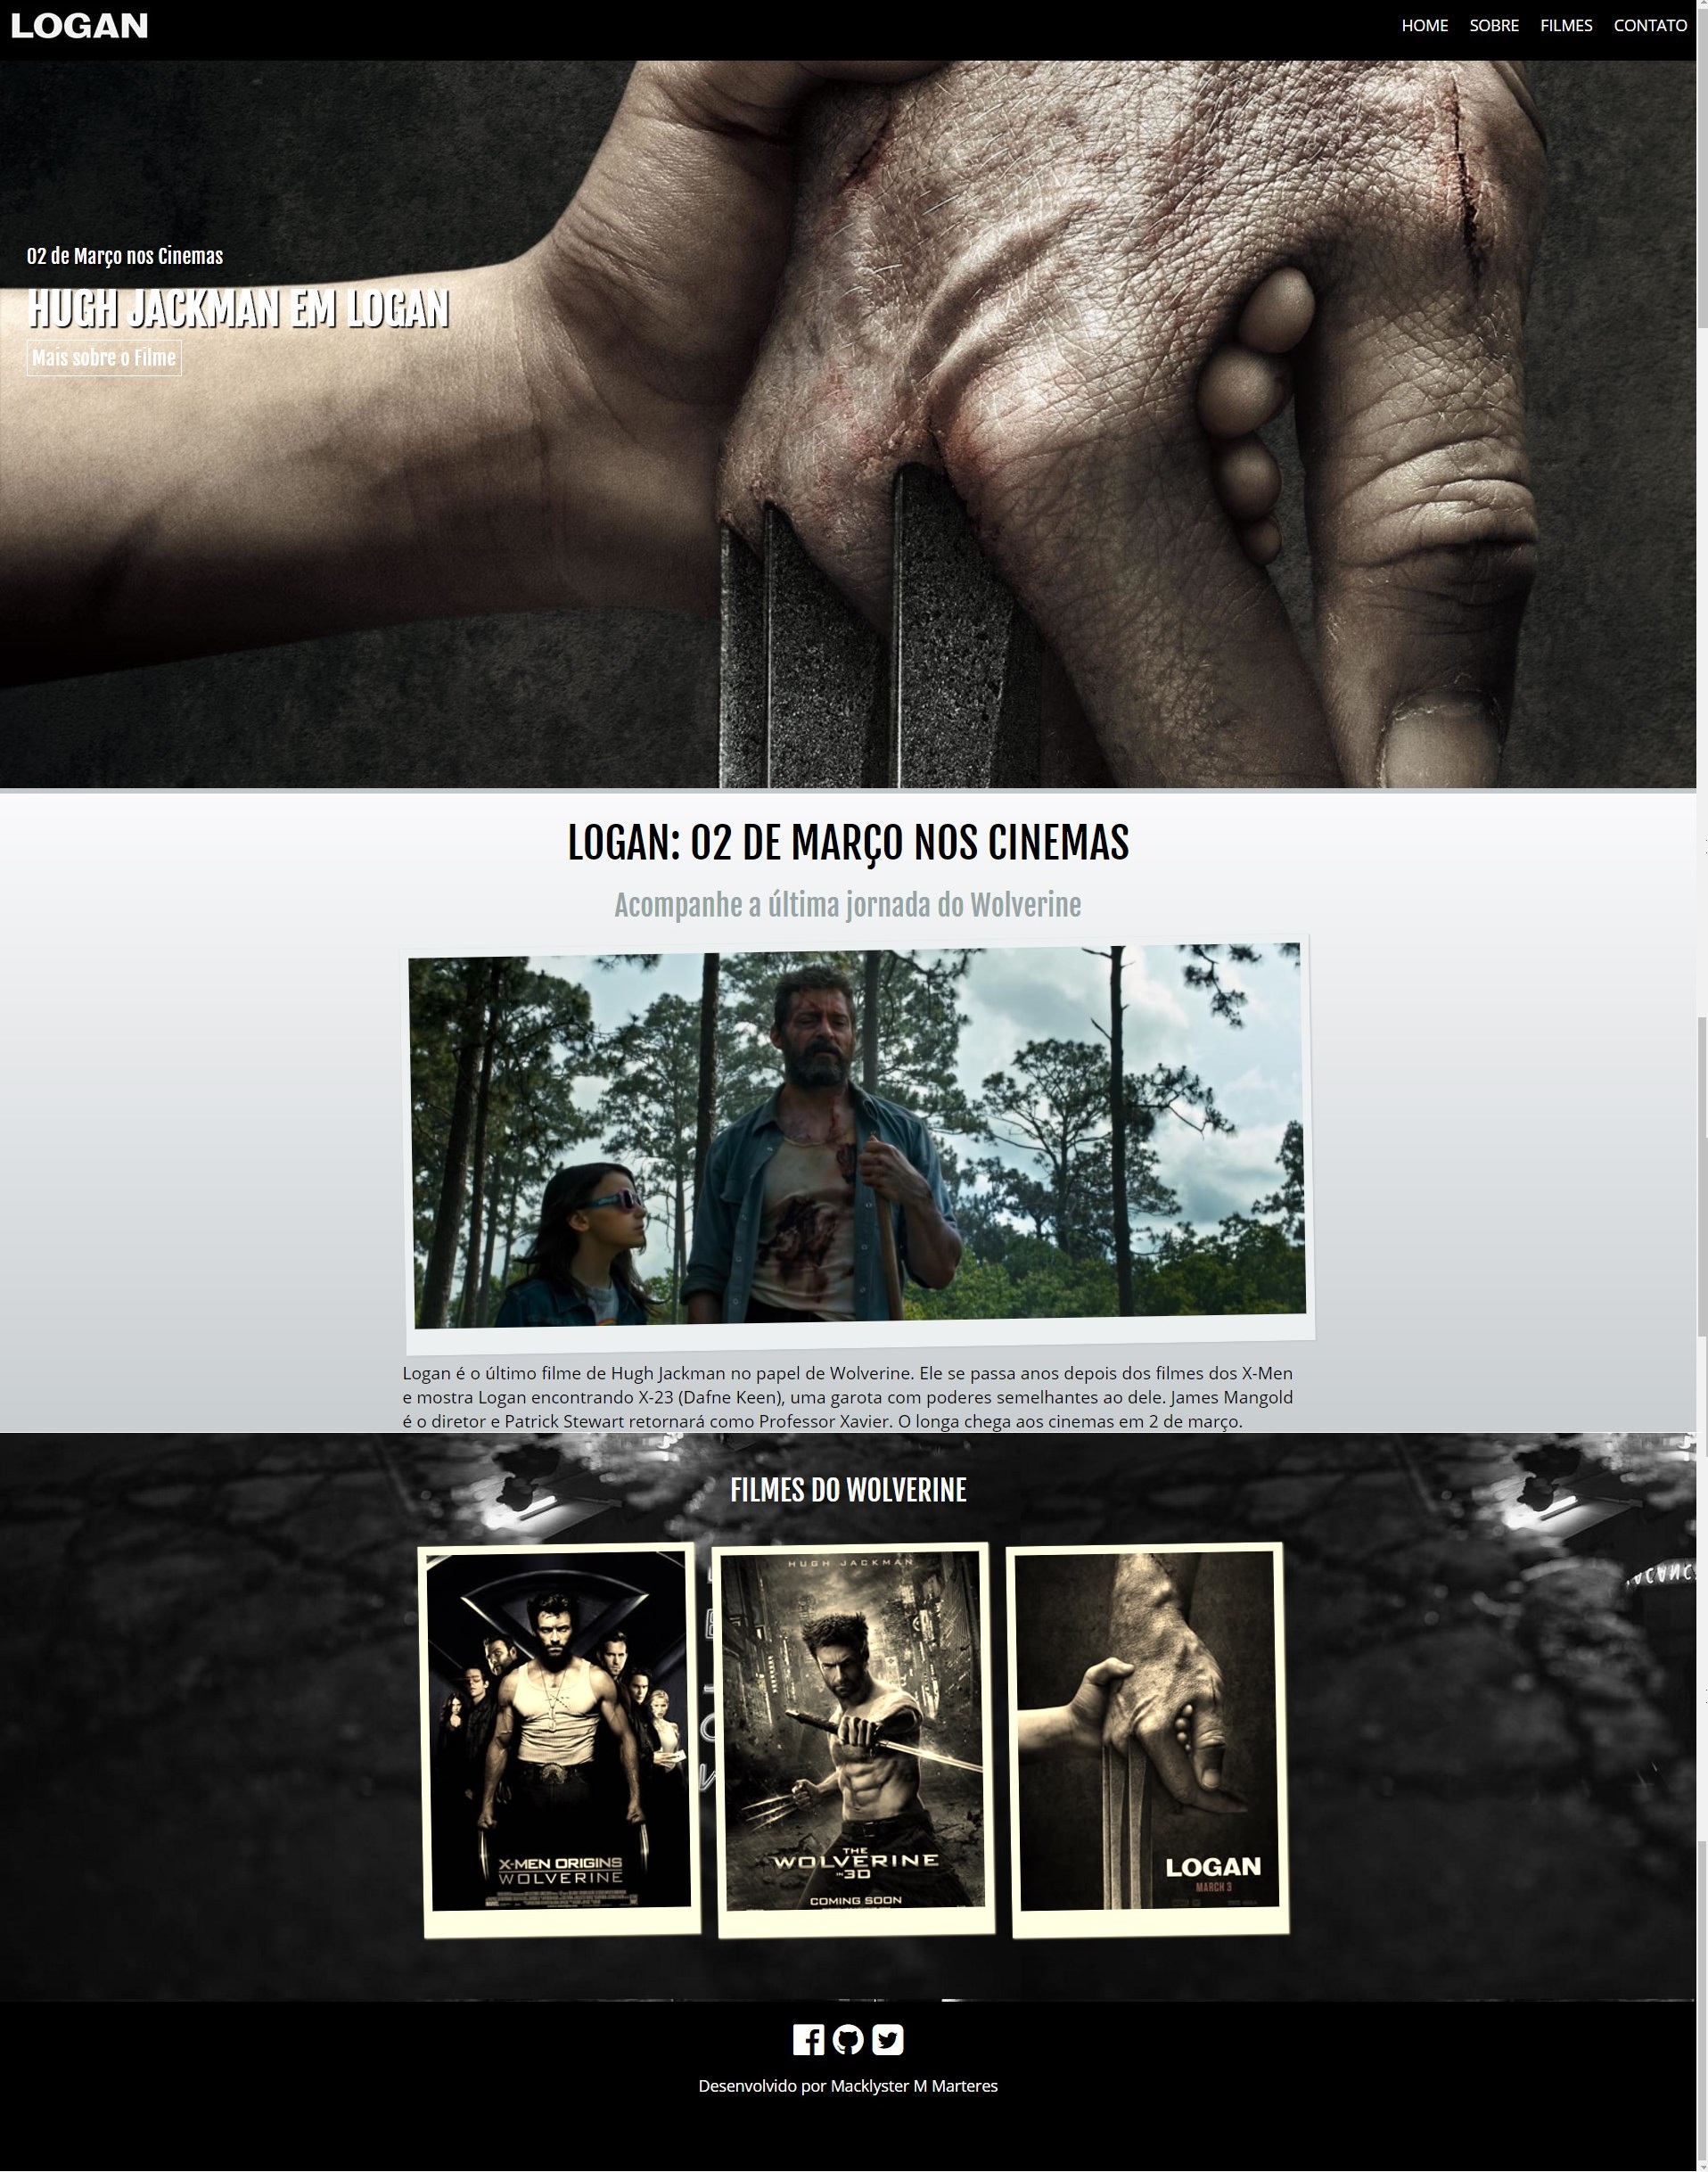 LOGAN
HOME SOBRE FILMES CONTATO
02 de Março nos Cinemas
HUGH JACKMAN EM LOGAN
Mais sobre o Filme
LOGAN: 02 DE MARÇO NOS CINEMAS
Acompanhe a última jornada do Wolverine
Logan é o último filme de Hugh Jackman no papel de Wolverine. Ele se passa anos depois dos filmes dos X-Men
e mostra Logan encontrando X-23 (Dafne Keen), uma garota com poderes semelhantes ao dele. James Mangold
é o diretor e Patrick Stewart retornará como Professor Xavier. O longa chega aos cinemas em 2 de março.
FILMES DO WOLVERINE
X-MEN ORIGINS
WOLVERINE
HUGH JACKMAN
THE
WOLVERINE
IN 3D
COMING SOON
LOGAN
MARCH 3
Desenvolvido por Macklyster M Marteres